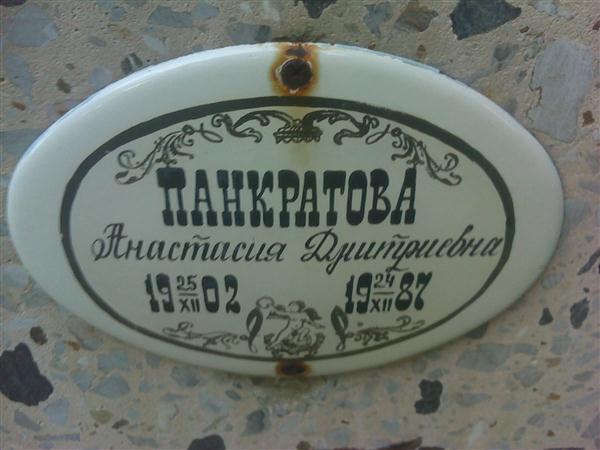 ПАНКРАТОВА
Анастасия Дмитриевна
19 25/XII 02 19 24/XII 87